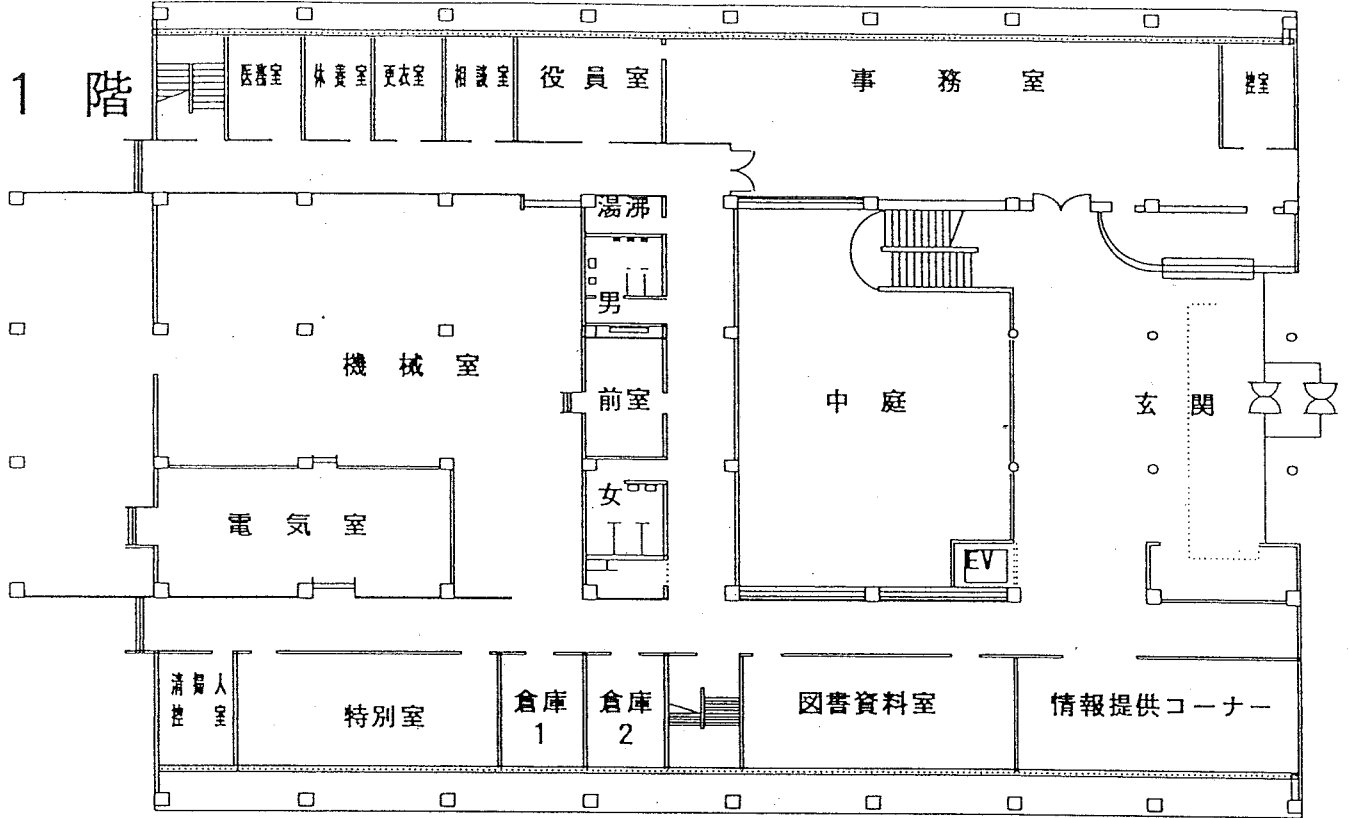 1 階
医務室
休養室
更衣室
相談室
役員室
事務室
控室
湯沸
男
機械室
前室
中庭
玄関
女
電気室
EV
清掃人
控室
特別室
倉庫
1
倉庫
2
図書資料室
情報提供コーナー